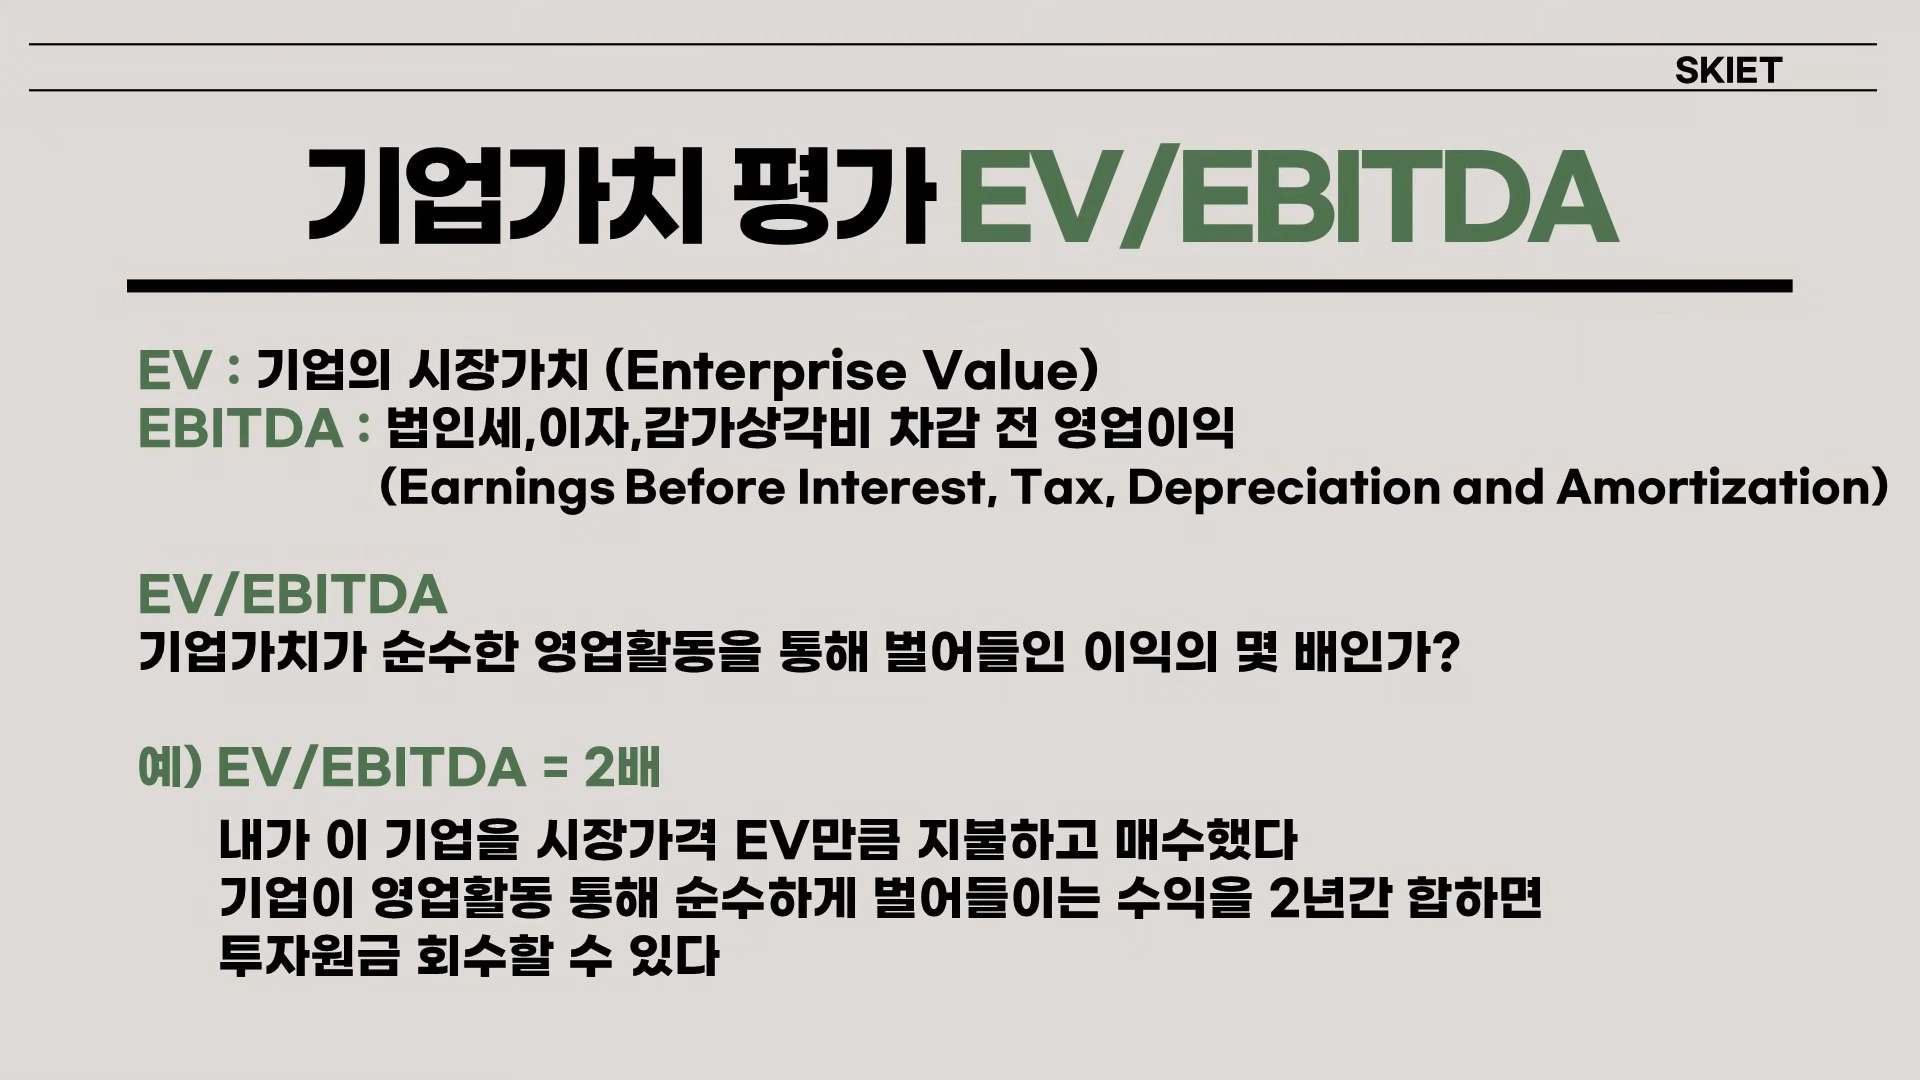 SKIET
기업가치 평가 EV/EBITDA
EV : 기업의 시장가치 (Enterprise Value)
EBITDA : 법인세,이자,감가상각비 차감 전 영업이익
(Earnings Before Interest, Tax, Depreciation and Amortization)
EV/EBITDA
기업가치가 순수한 영업활동을 통해 벌어들인 이익의 몇 배인가?
예) EV/EBITDA = 2배
내가 이 기업을 시장가격 EV만큼 지불하고 매수했다
기업이 영업활동 통해 순수하게 벌어들이는 수익을 2년간 합하면
투자원금 회수할 수 있다